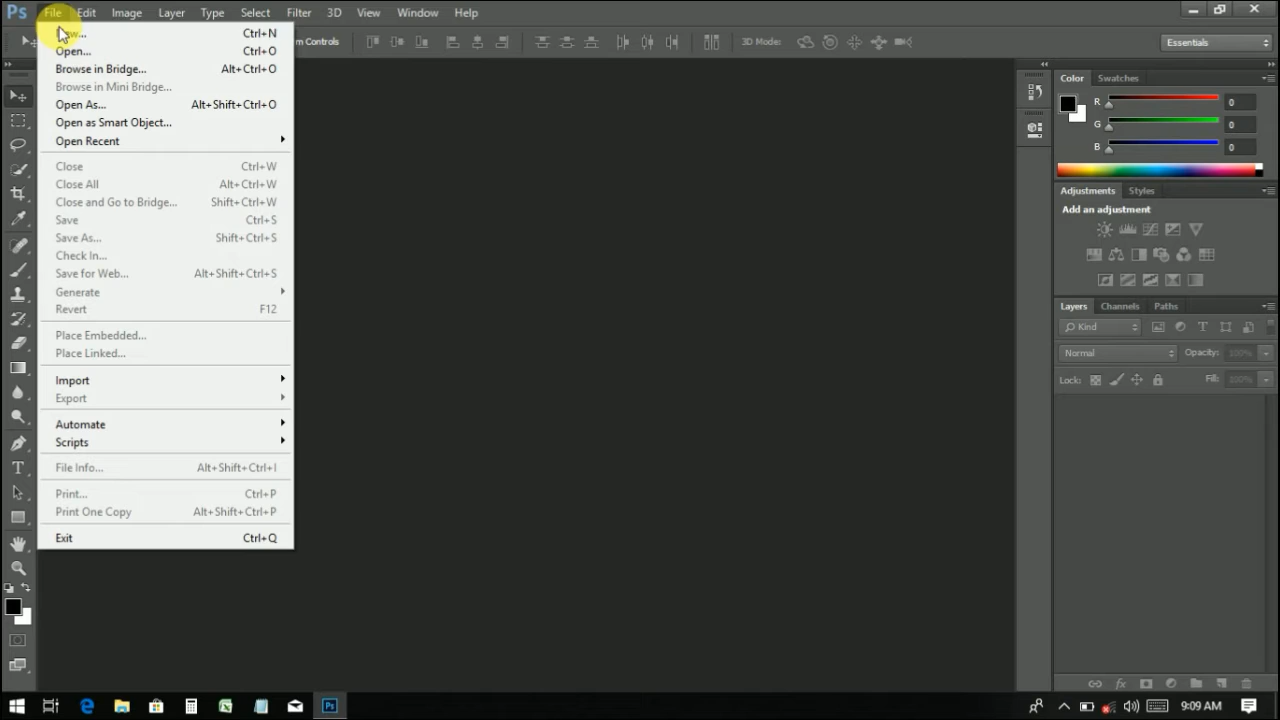 Ps File Edit Image Layer Type Select Filter 3D View Window Help
m Controls 3D Mode: Essentials
w... Ctrl+N
Open... Ctrl+O
Browse in Bridge... Alt+Ctrl+O
Browse in Mini Bridge...
Open As... Alt+Shift+Ctrl+O
Open as Smart Object...
Open Recent
Close Ctrl+W
Close All Alt+Ctrl+W
Close and Go to Bridge... Shift+Ctrl+W
Save Ctrl+S
Save As... Shift+Ctrl+S
Check In...
Save for Web... Alt+Shift+Ctrl+S
Generate
Revert F12
Place Embedded...
Place Linked...
Import
Export
Automate
Scripts
File Info... Alt+Shift+Ctrl+I
Print... Ctrl+P
Print One Copy Alt+Shift+Ctrl+P
Exit Ctrl+Q
Color Swatches
R 0
G 0
B 0
Adjustments Styles
Add an adjustment
Layers Channels Paths
Kind
Normal Opacity: 100%
Lock: Fill: 100%
Ps 9:09 AM